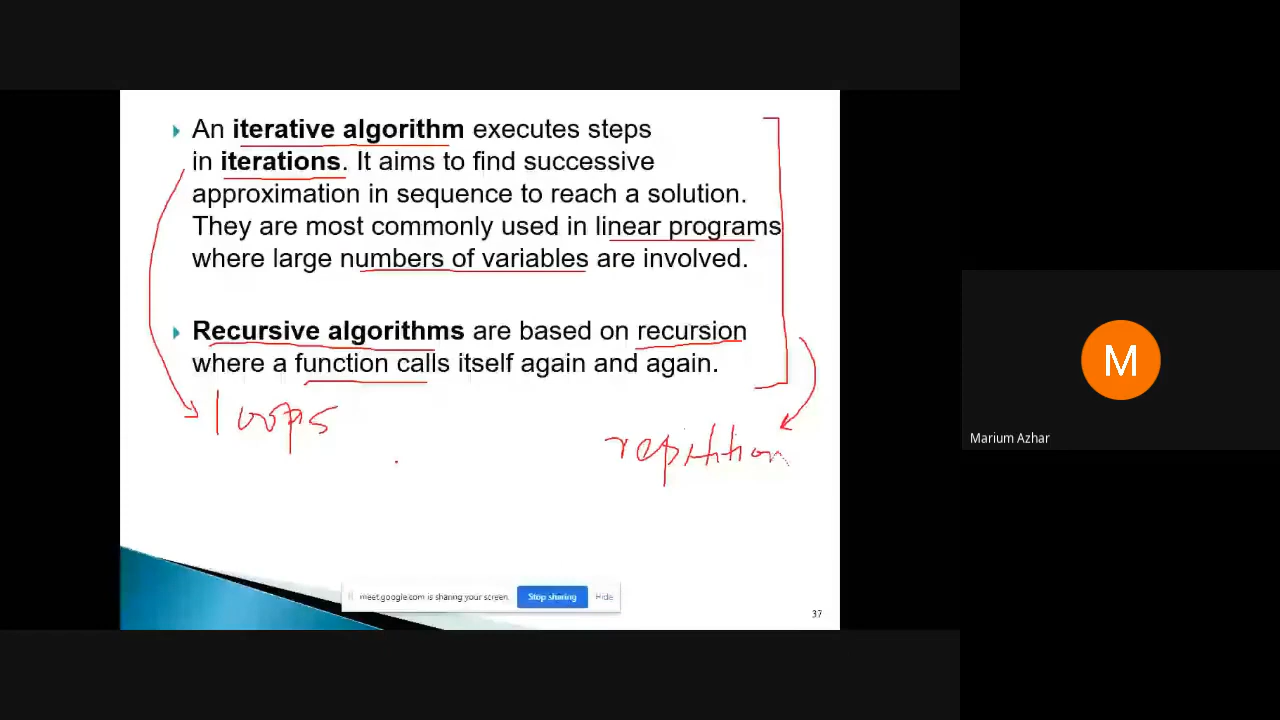 An iterative algorithm executes steps
in iterations. It aims to find successive
approximation in sequence to reach a solution.
They are most commonly used in linear programs
where large numbers of variables are involved.
Recursive algorithms are based on recursion
where a function calls itself again and again.
loops
repitition
meet.google.com is sharing your screen.
Stop sharing
Hide
37
M
Marium Azhar